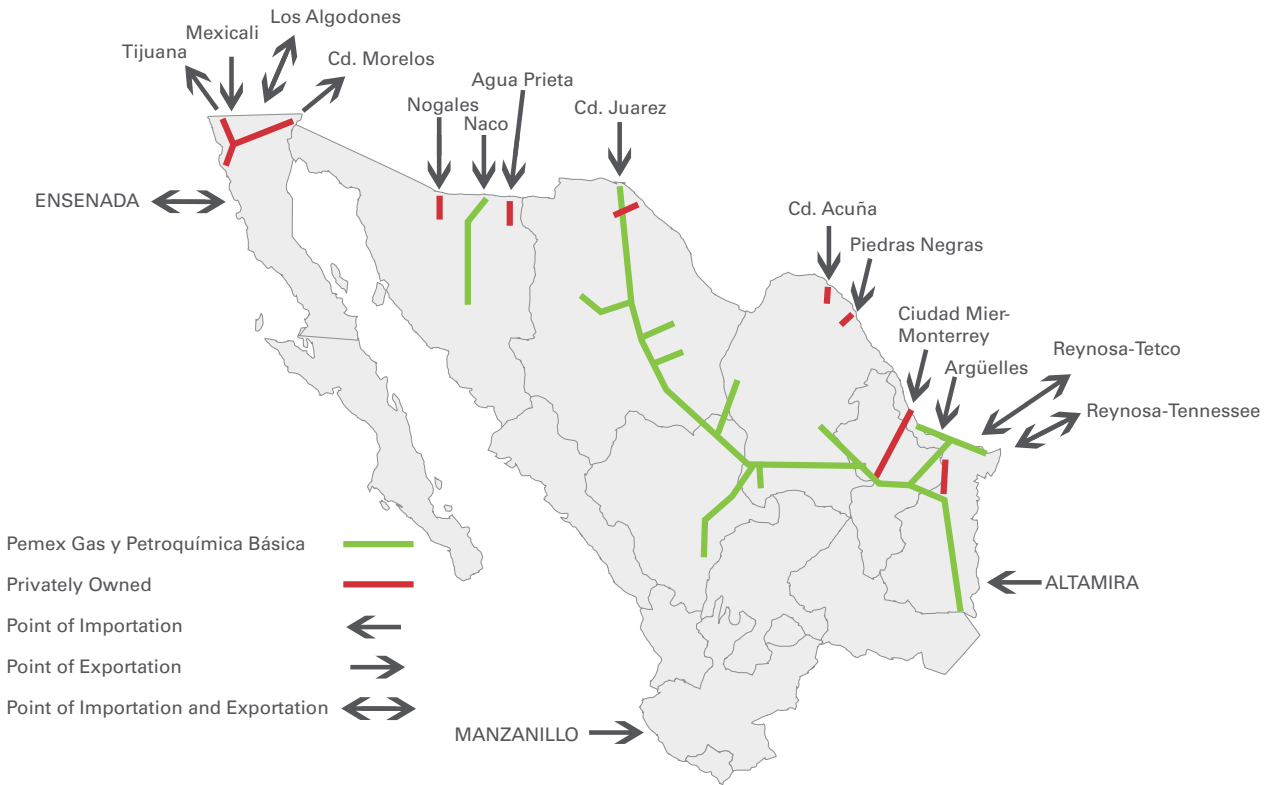 Los Algodones
Mexicali
Tijuana
Cd. Morelos
Agua Prieta
Nogales
Naco
Cd. Juarez
ENSENADA
Cd. Acuña
Piedras Negras
Ciudad Mier-
Monterrey
Argüelles
Reynosa-Tetco
Reynosa-Tennessee
Pemex Gas y Petroquímica Básica
Privately Owned
Point of Importation
Point of Exportation
Point of Importation and Exportation
ALTAMIRA
MANZANILLO